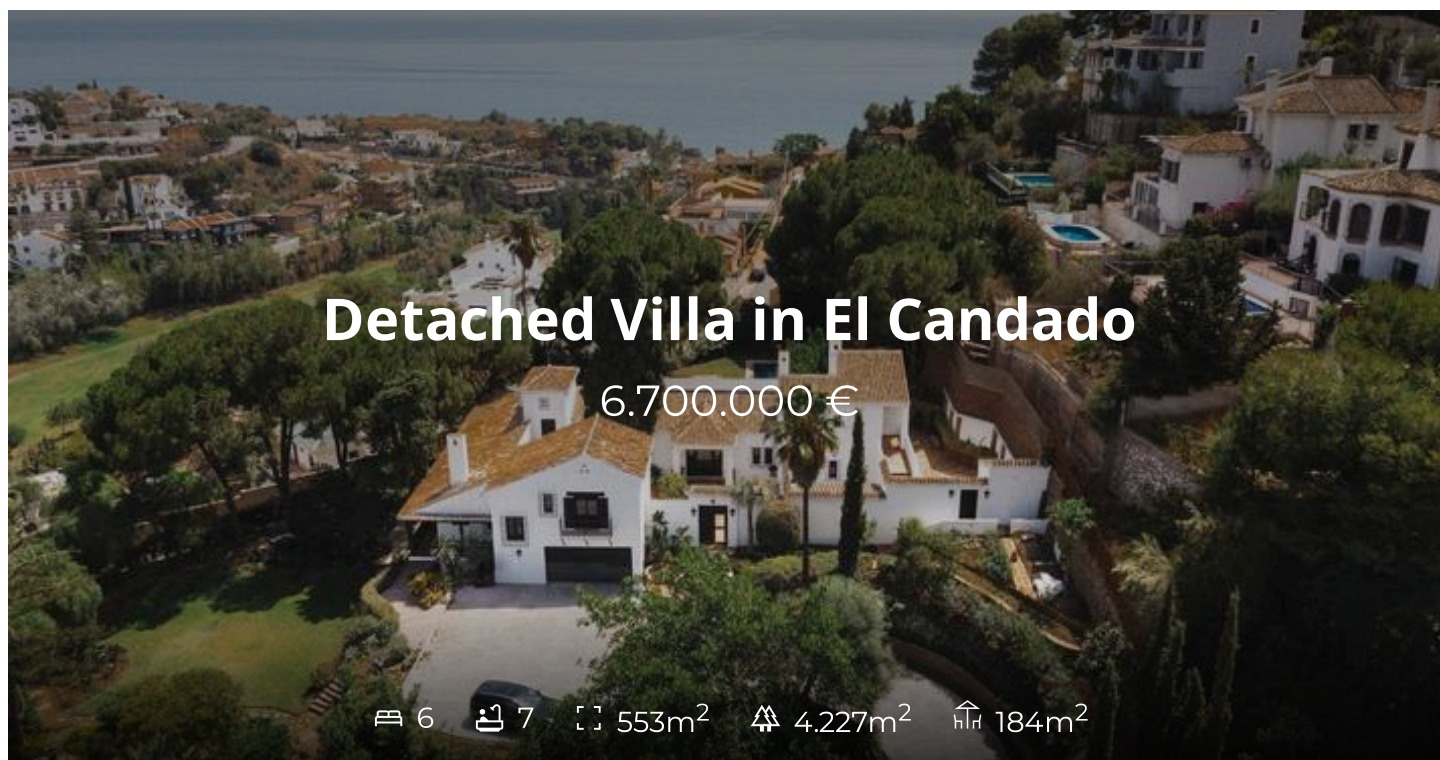 Detached Villa in El Candado
6.700.000 €
6 7 553m² 4.227m² 184m²